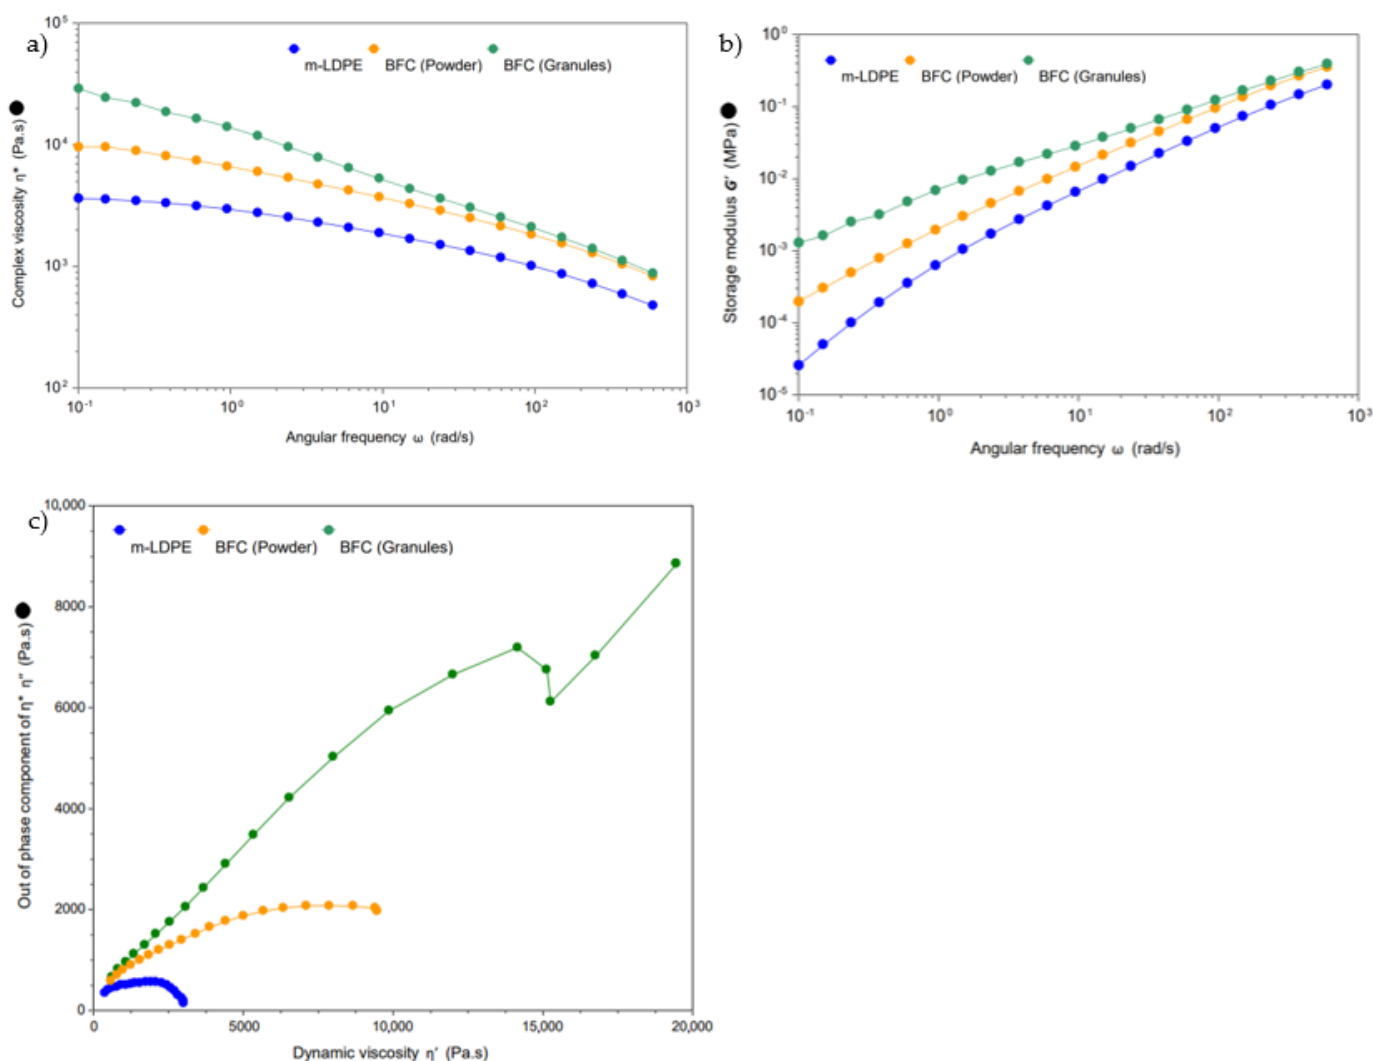 a)
10⁵
10⁴
10³
10²
Complex viscosity η* (Pa.s)
m-LDPE BFC (Powder) BFC (Granules)
10⁻¹ 10⁰ 10¹ 10² 10³
Angular frequency ω (rad/s)
b)
10⁰
10⁻¹
10⁻²
10⁻³
10⁻⁴
10⁻⁵
Storage modulus G' (MPa)
m-LDPE BFC (Powder) BFC (Granules)
10⁻¹ 10⁰ 10¹ 10² 10³
Angular frequency ω (rad/s)
c)
10,000
8000
6000
4000
2000
0
Out of phase component of η* η" (Pa.s)
m-LDPE BFC (Powder) BFC (Granules)
0 5000 10,000 15,000 20,000
Dynamic viscosity η' (Pa.s)